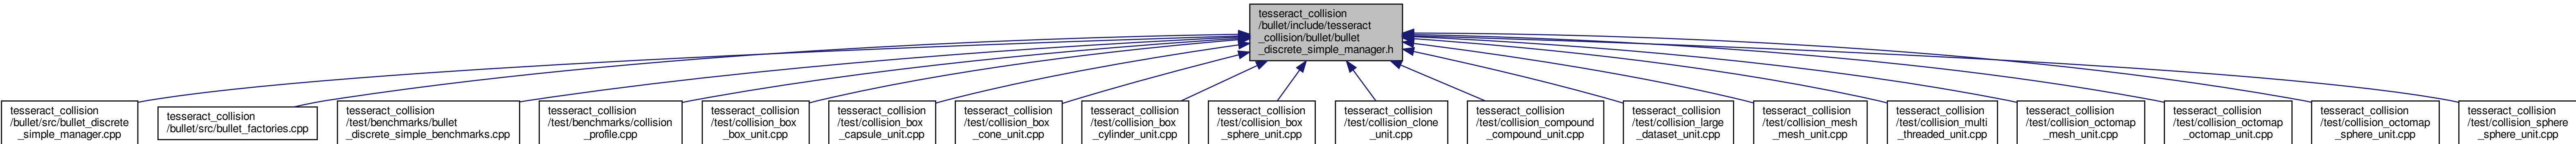 tesseract_collision
/bullet/include/tesseract
_collision/bullet/bullet
_discrete_simple_manager.h
tesseract_collision
/bullet/src/bullet_discrete
_simple_manager.cpp
tesseract_collision
/bullet/src/bullet_factories.cpp
tesseract_collision
/test/benchmarks/bullet
_discrete_simple_benchmarks.cpp
tesseract_collision
/test/benchmarks/collision
_profile.cpp
tesseract_collision
/test/collision_box
_box_unit.cpp
tesseract_collision
/test/collision_box
_capsule_unit.cpp
tesseract_collision
/test/collision_box
_cone_unit.cpp
tesseract_collision
/test/collision_box
_cylinder_unit.cpp
tesseract_collision
/test/collision_box
_sphere_unit.cpp
tesseract_collision
/test/collision_clone
_unit.cpp
tesseract_collision
/test/collision_compound
_compound_unit.cpp
tesseract_collision
/test/collision_large
_dataset_unit.cpp
tesseract_collision
/test/collision_mesh
_mesh_unit.cpp
tesseract_collision
/test/collision_multi
_threaded_unit.cpp
tesseract_collision
/test/collision_octomap
_mesh_unit.cpp
tesseract_collision
/test/collision_octomap
_octomap_unit.cpp
tesseract_collision
/test/collision_octomap
_sphere_unit.cpp
tesseract_collision
/test/collision_sphere
_sphere_unit.cpp